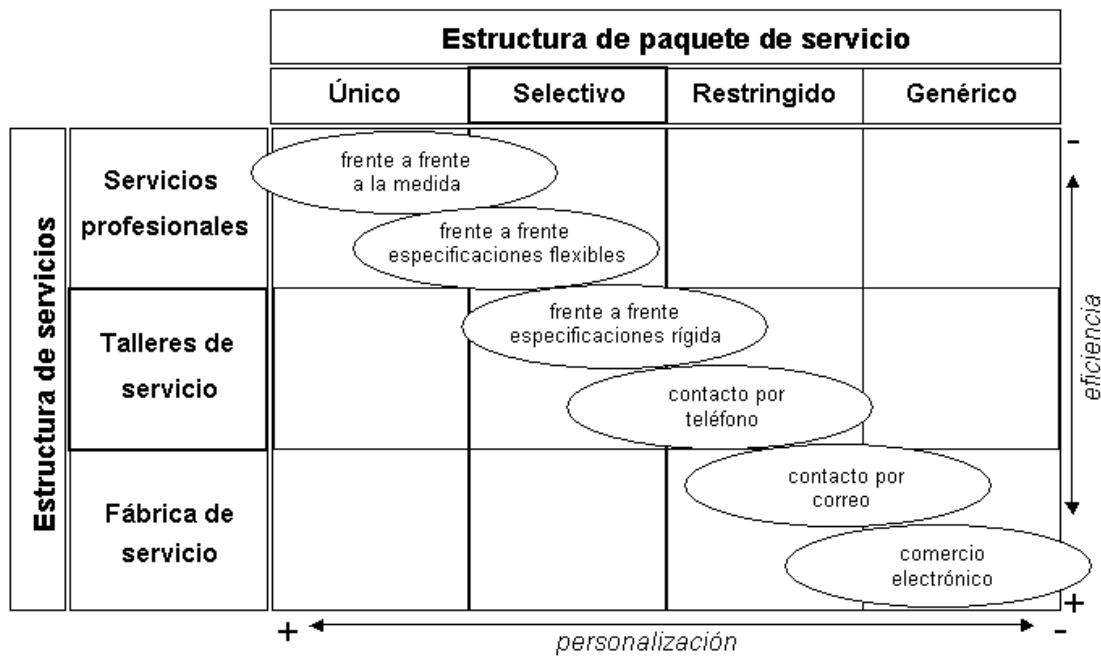 Estructura de paquete de servicio
Único
Selectivo
Restringido
Genérico
Estructura de servicios
Servicios
profesionales
Talleres de
servicio
Fábrica de
servicio
frente a frente
a la medida
frente a frente
especificaciones flexibles
frente a frente
especificaciones rígida
contacto por
teléfono
contacto por
correo
comercio
electrónico
-
eficiencia
+
+
personalización
-